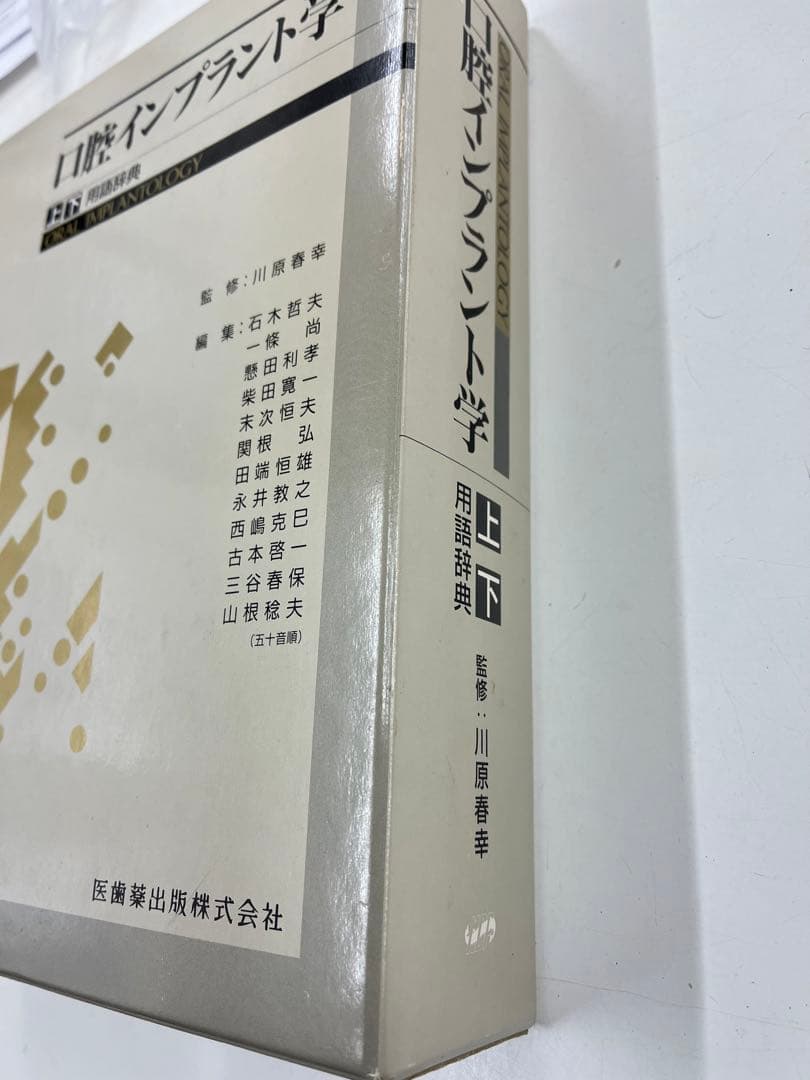 口腔インプラント学
上下 用語辞典
ORAL IMPLANTOLOGY
監 修:川原春幸
編 集:石木哲夫
一條 尚
懸田利孝
柴田寛一
末次恒夫
関根 弘
田端恒雄
永井教之
西嶋克巳
古本啓一
三谷春保
山根稔夫
(五十音順)
医歯薬出版株式会社
口腔インプラント学
ORAL IMPLANTOLOGY
上下
用語辞典
監修:川原春幸